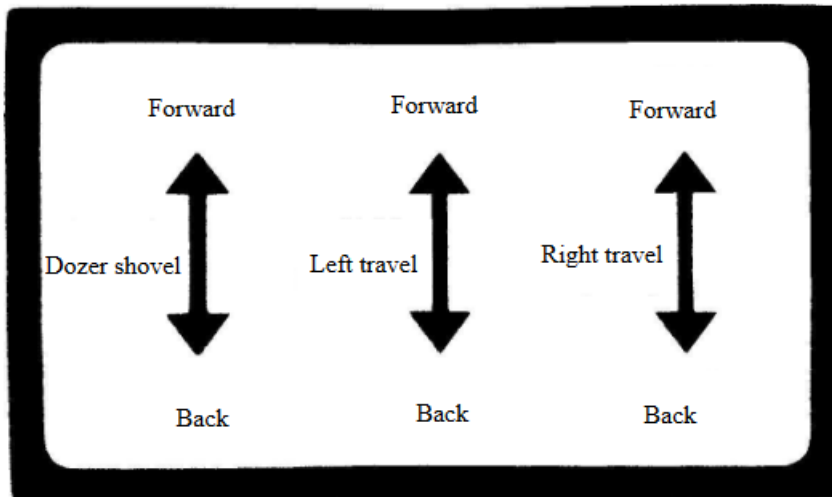 Forward
Forward
Forward
Dozer shovel
Left travel
Right travel
Back
Back
Back